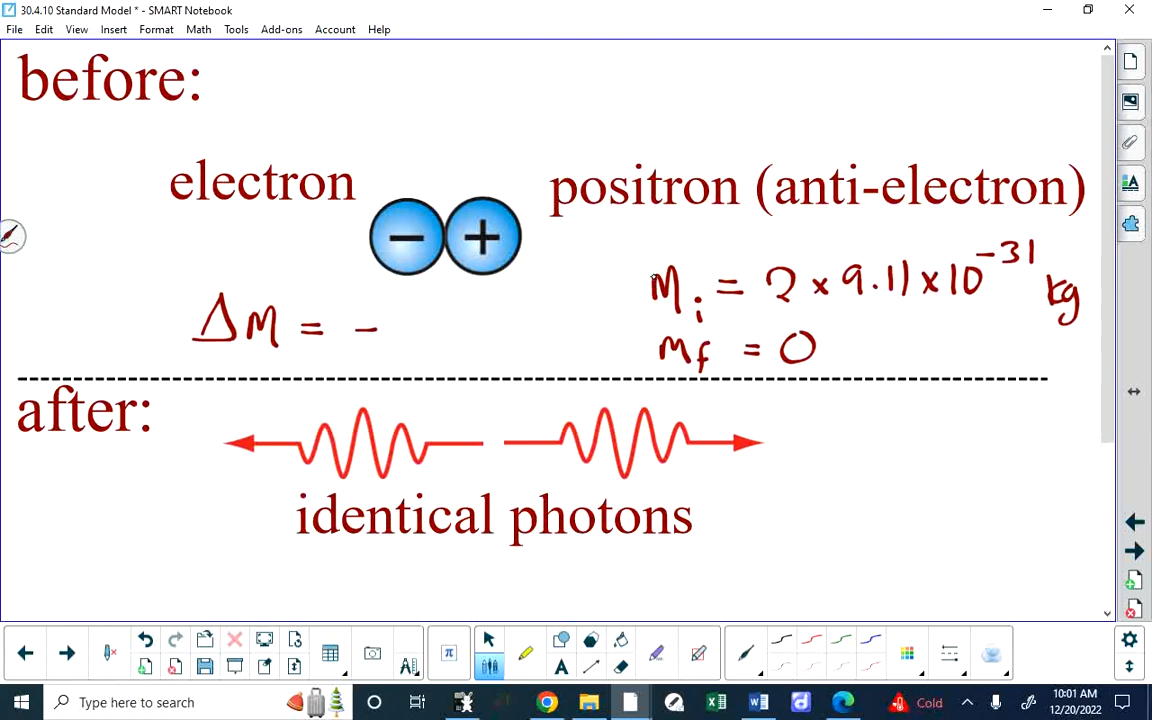 30.4.10 Standard Model * - SMART Notebook
File Edit View Insert Format Math Tools Add-ons Account Help
before:
electron
positron (anti-electron)
− +
Mi = 2 × 9.11 × 10^-31 kg
ΔM = -
Mf = 0
after:
identical photons
π
A
A
Type here to search
Cold
10:01 AM
12/20/2022